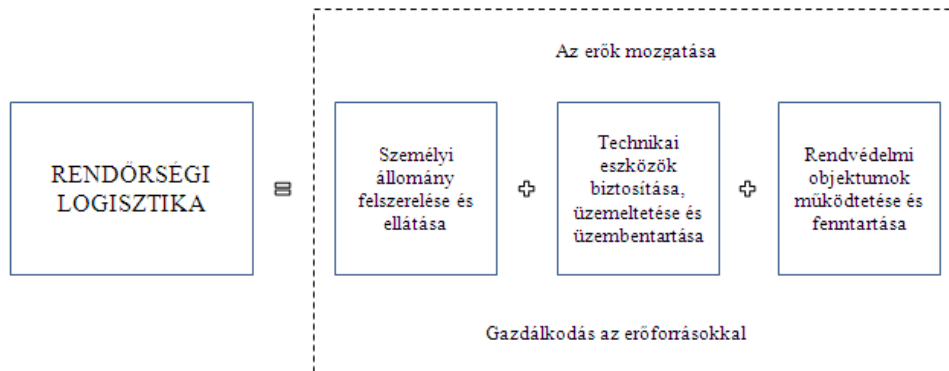 Az erők mozgatása
RENDŐRSÉGI
LOGISZTIKA
=
Személyi
állomány
felszerelése és
ellátása
+
Technikai
eszközök
biztosítása,
üzemeltetése és
üzembentartása
+
Rendvédelmi
objektumok
működtetése és
fenntartása
Gazdálkodás az erőforrásokkal